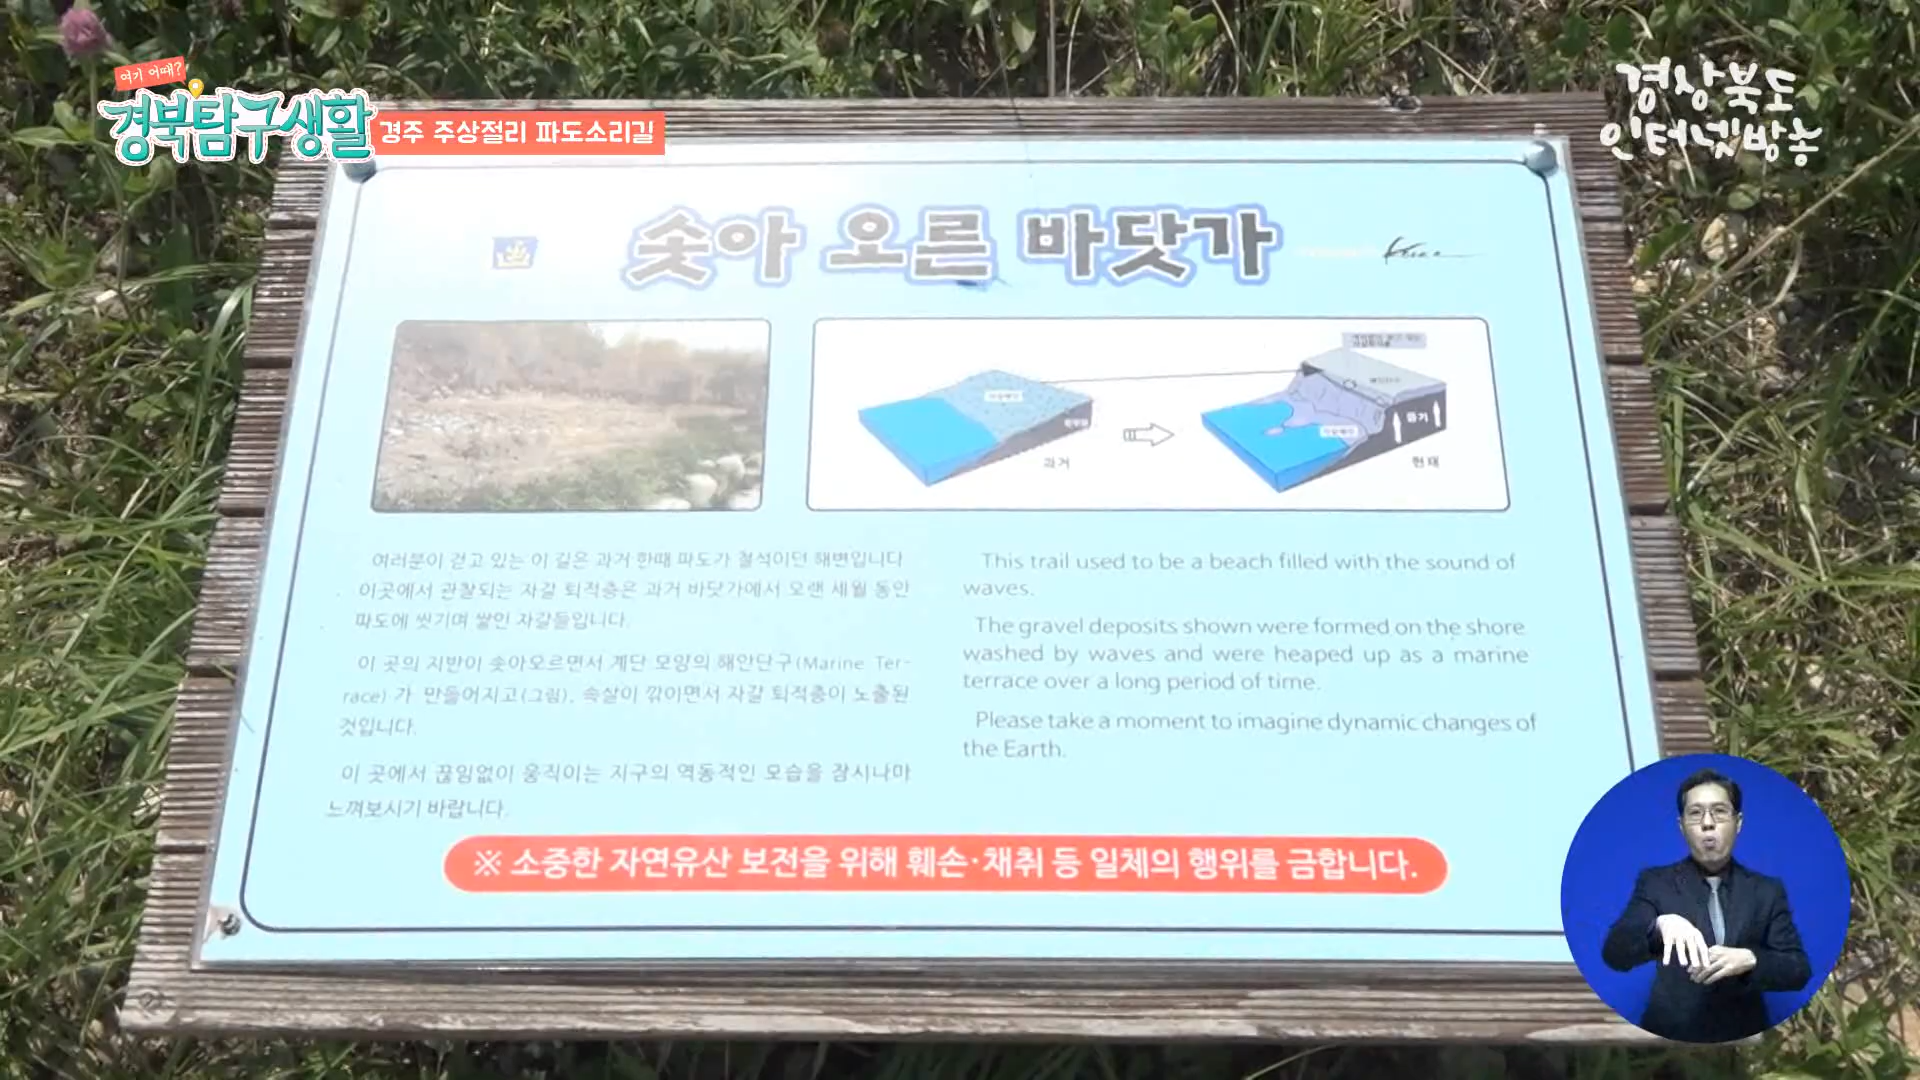 여기 어때?
경북탐구생활
경주 주상절리 파도소리길
경상북도
인터넷방송
솟아 오른 바닷가
과거
융기
현재
여러분이 걷고 있는 이 길은 과거 한때 파도가 철석이던 해변입니다
이곳에서 관찰되는 자갈 퇴적층은 과거 바닷가에서 오랜 세월 동안
파도에 씻기며 쌓인 자갈들입니다.
이 곳의 지반이 솟아오르면서 계단 모양의 해안단구(Marine Ter-
race)가 만들어지고(그림), 속살이 깎이면서 자갈 퇴적층이 노출된
것입니다.
이 곳에서 끊임없이 움직이는 지구의 역동적인 모습을 잠시나마
느껴보시기 바랍니다.
This trail used to be a beach filled with the sound of
waves.
The gravel deposits shown were formed on the shore
washed by waves and were heaped up as a marine
terrace over a long period of time.
Please take a moment to imagine dynamic changes of
the Earth.
※ 소중한 자연유산 보전을 위해 훼손·채취 등 일체의 행위를 금합니다.